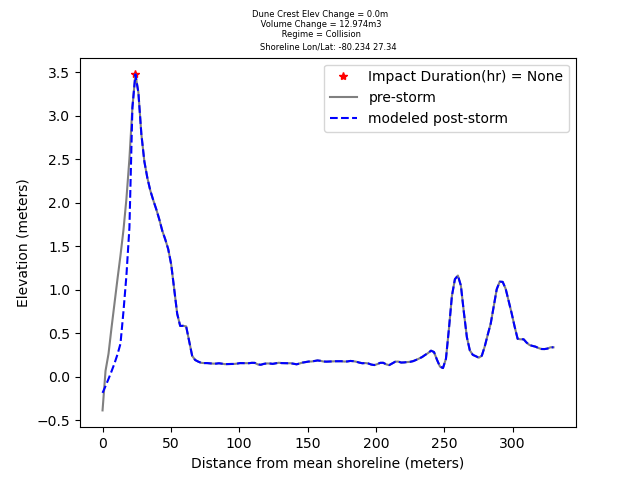 Dune Crest Elev Change = 0.0m
Volume Change = 12.974m3
Regime = Collision
Shoreline Lon/Lat: -80.234 27.34
Impact Duration(hr) = None
pre-storm
modeled post-storm
Elevation (meters)
3.5
3.0
2.5
2.0
1.5
1.0
0.5
0.0
−0.5
0 50 100 150 200 250 300
Distance from mean shoreline (meters)